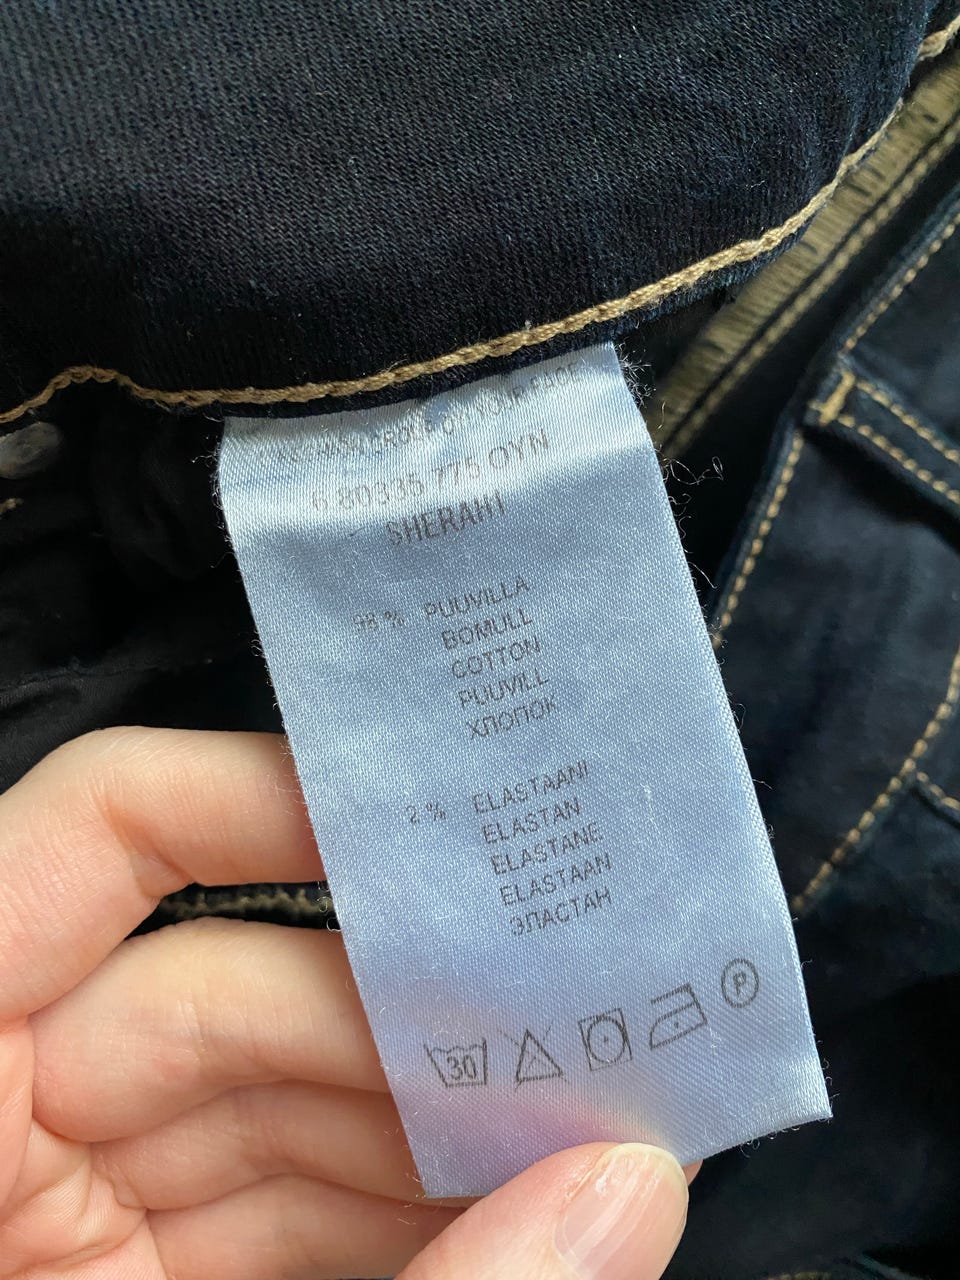 6 80335 775 OYN
SHERAHI
98 % PUUVILLA
BOMULL
COTTON
PUUVILL
ХЛОПОК
2 % ELASTAANI
ELASTAN
ELASTANE
ELASTAAN
ЭЛАСТАН
30
P